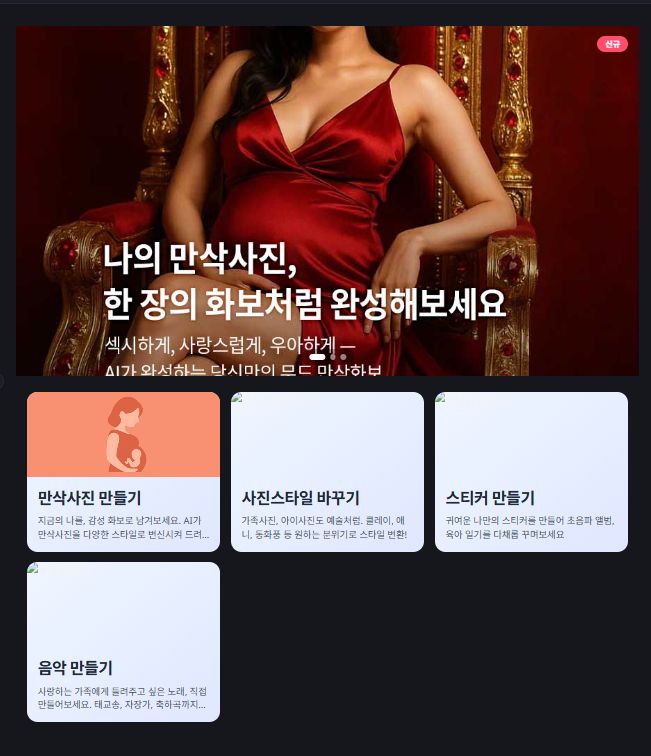 신규
나의 만삭사진,
한 장의 화보처럼 완성해보세요
섹시하게, 사랑스럽게, 우아하게 —
AI가 완성하는 당신만의 무드 만삭화보
만삭사진 만들기
지금의 나를, 감성 화보로 남겨보세요. AI가
만삭사진을 다양한 스타일로 변신시켜 드려...
사진스타일 바꾸기
가족사진, 아이사진도 예술처럼. 클레이, 애
니, 동화풍 등 원하는 분위기로 스타일 변환!
스티커 만들기
귀여운 나만의 스티커를 만들어 초음파 앨범,
육아 일기를 다채롭 꾸며보세요
음악 만들기
사랑하는 가족에게 들려주고 싶은 노래, 직접
만들어보세요. 태교송, 자장가, 축하곡까지...